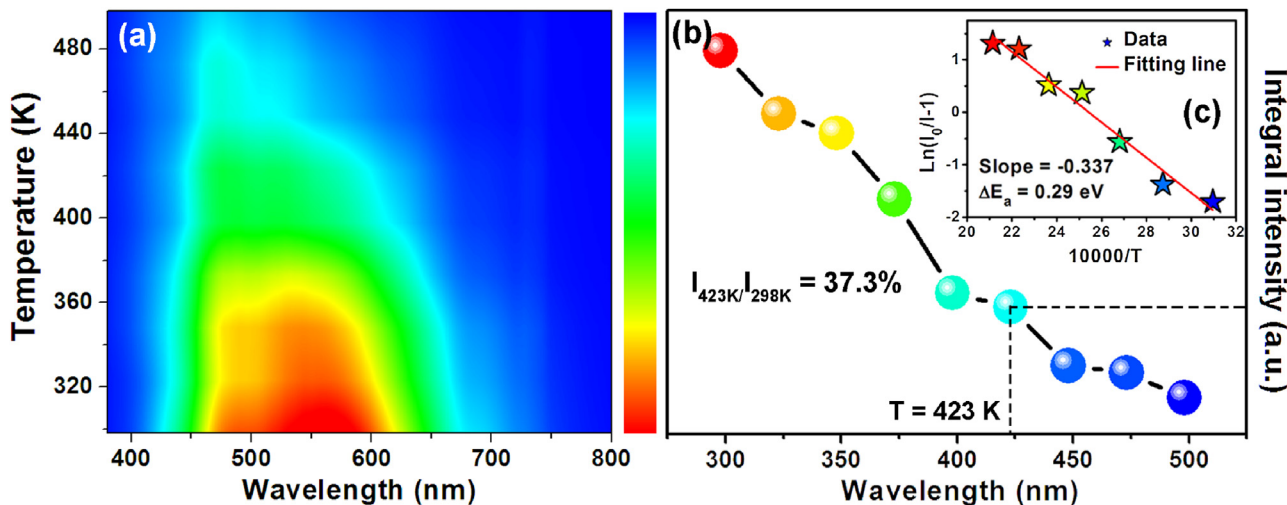 (a)
Temperature (K)
480
440
400
360
320
400 500 600 700 800
Wavelength (nm)
(b)
I423K/I298K = 37.3%
T = 423 K
300 350 400 450 500
Wavelength (nm)
Integral intensity (a.u.)
(c)
Data
Fitting line
Ln(I0/I-1)
1
0
-1
-2
Slope = -0.337
ΔEa = 0.29 eV
20 22 24 26 28 30 32
10000/T